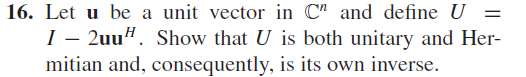 16. Let u be a unit vector in ℂⁿ and define U =
I − 2uuᴴ. Show that U is both unitary and Her-
mitian and, consequently, is its own inverse.